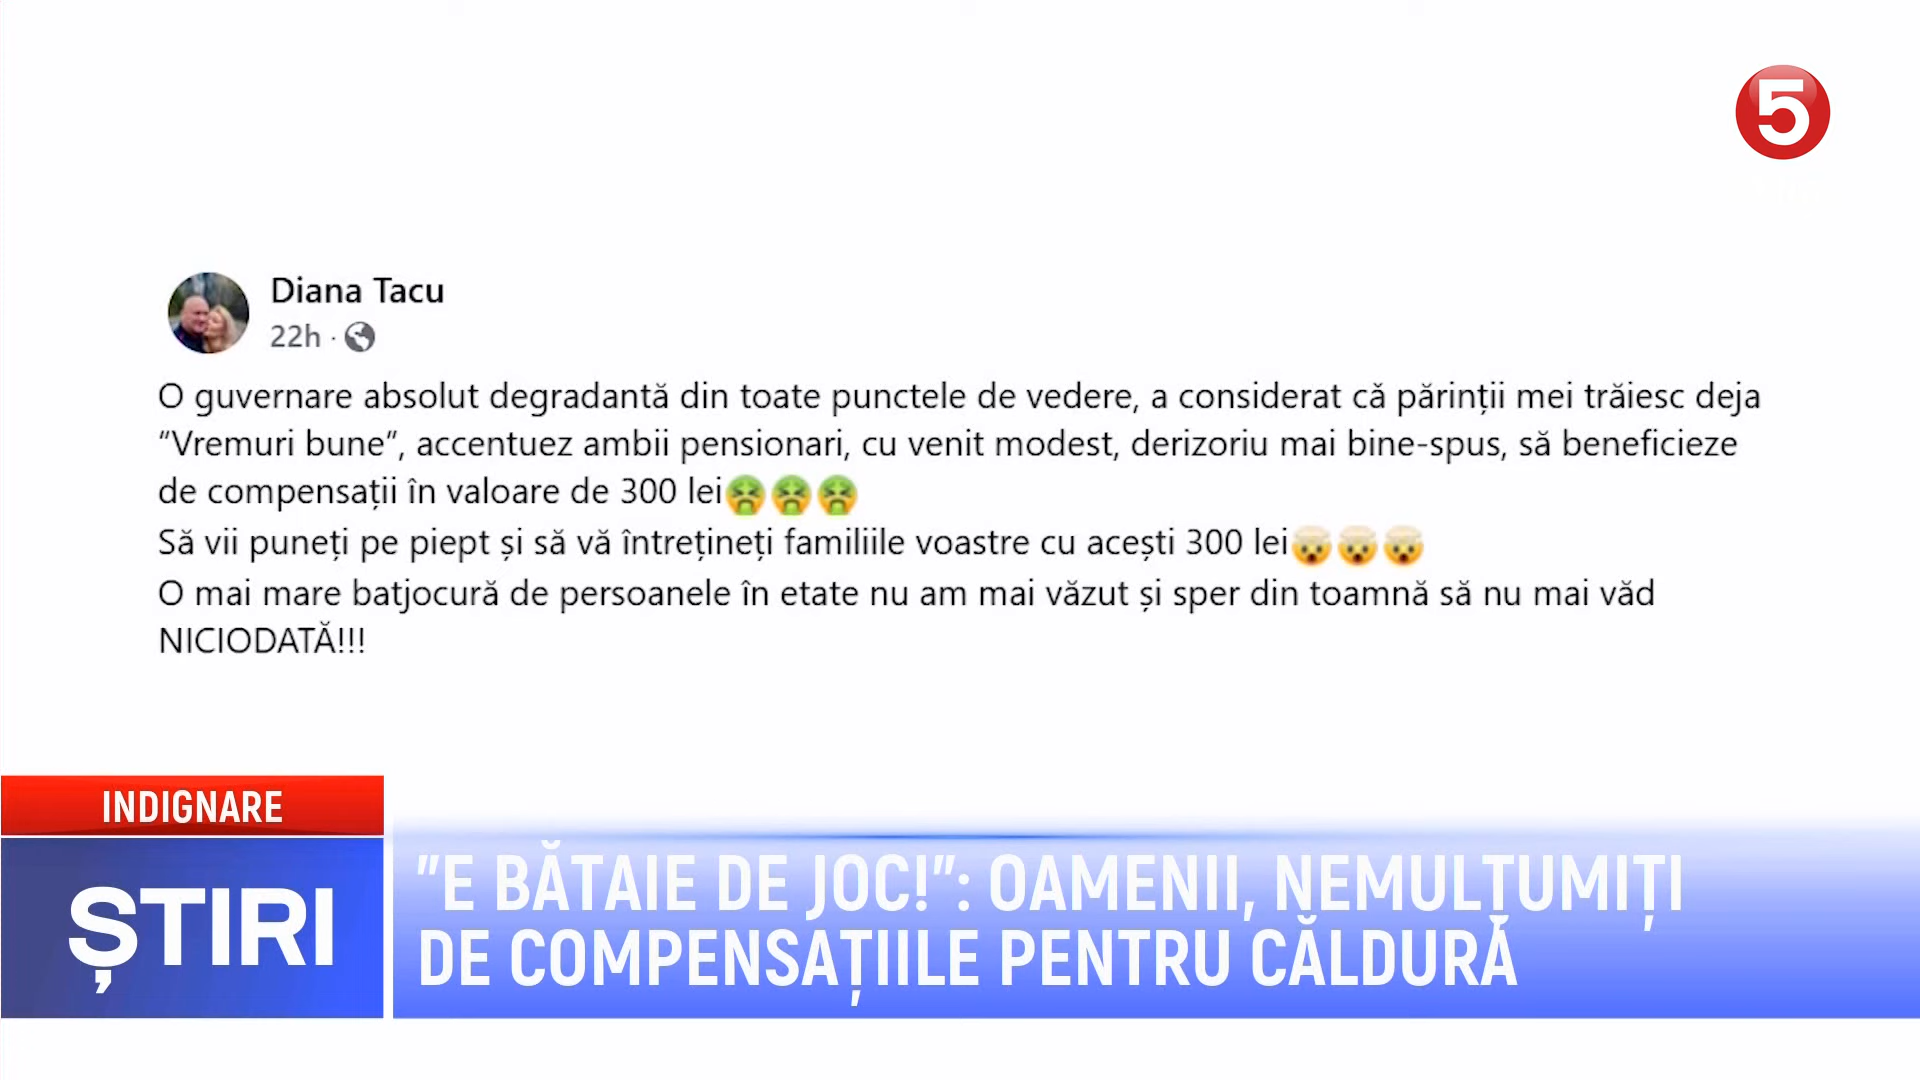 5
Diana Tacu
22h ·
O guvernare absolut degradantă din toate punctele de vedere, a considerat că părinții mei trăiesc deja
“Vremuri bune”, accentuez ambii pensionari, cu venit modest, derizoriu mai bine-spus, să beneficieze
de compensații în valoare de 300 lei🤮🤮🤮
Să vii puneți pe piept și să vă întrețineți familiile voastre cu acești 300 lei🤯🤯🤯
O mai mare batjocură de persoanele în etate nu am mai văzut și sper din toamnă să nu mai văd
NICIODATĂ!!!
INDIGNARE
ȘTIRI
”E BĂTAIE DE JOC!”: OAMENII, NEMULȚUMIȚI
DE COMPENSAȚIILE PENTRU CĂLDURĂ